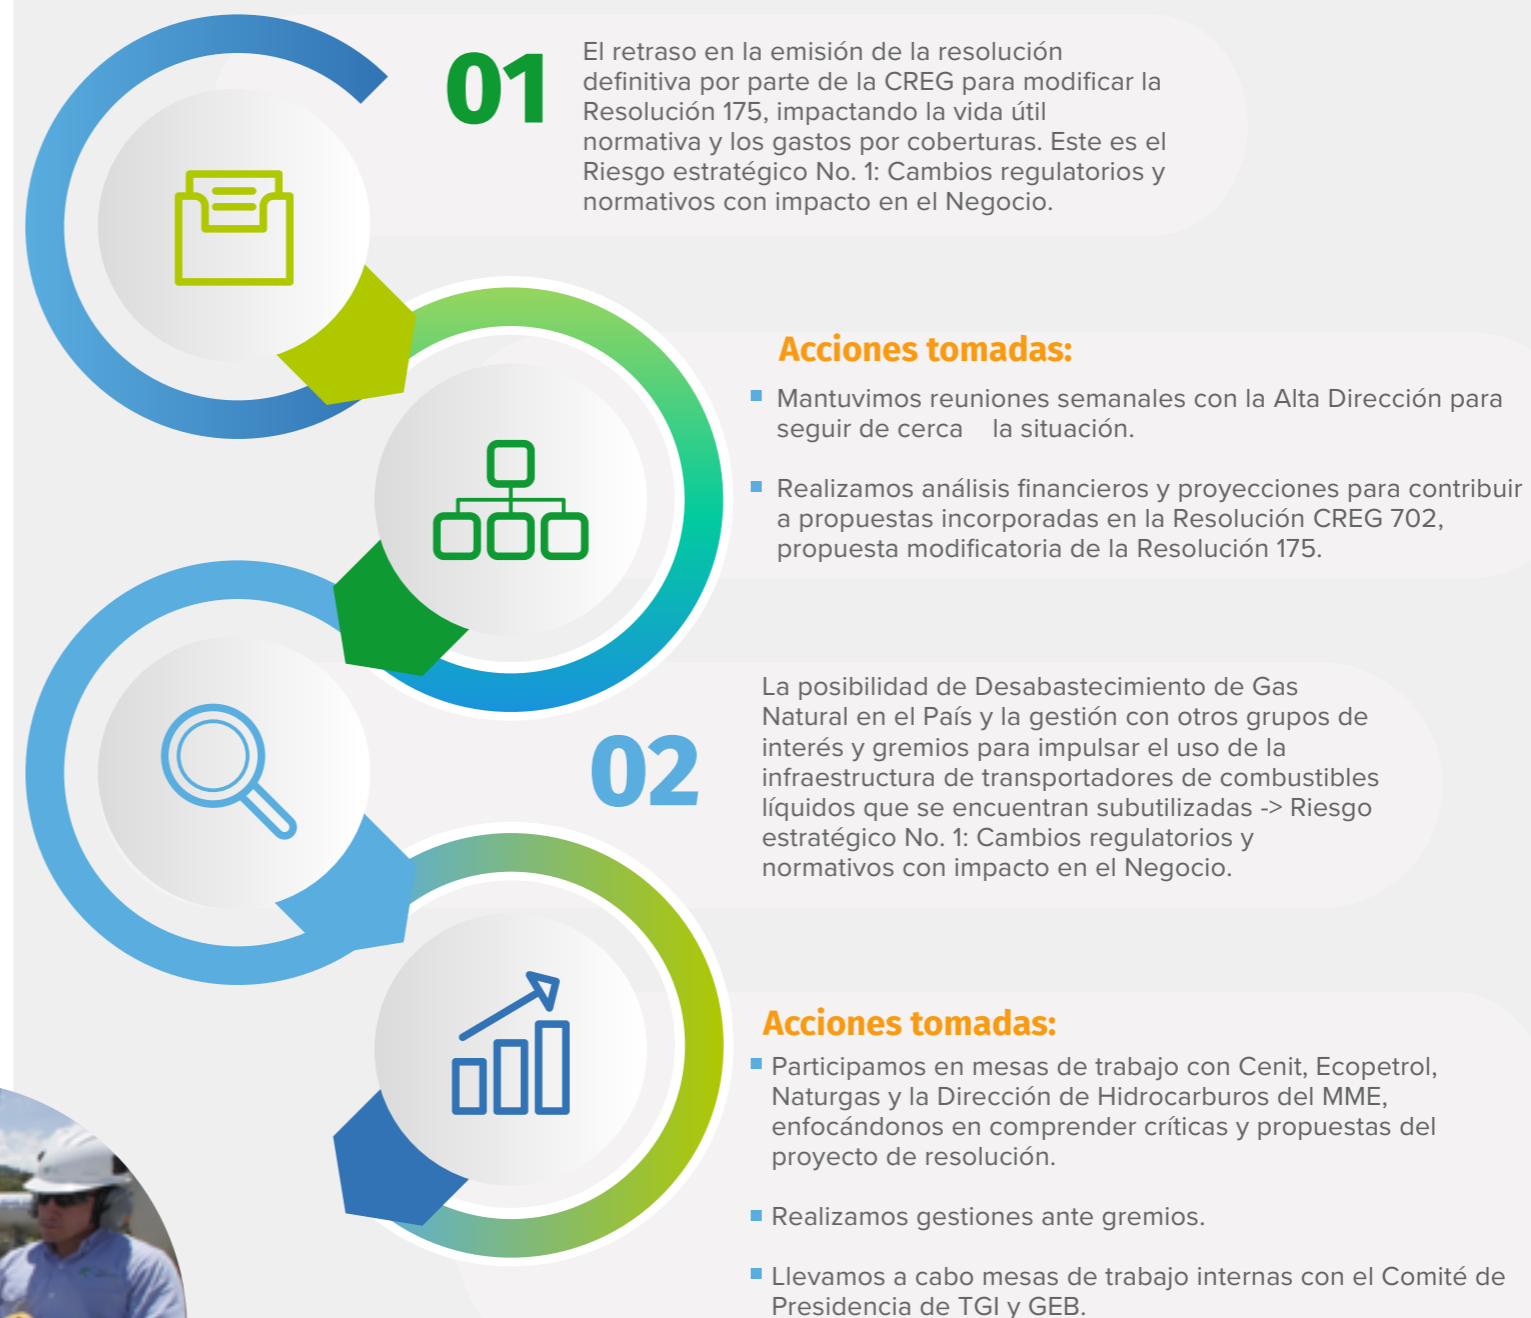 01
El retraso en la emisión de la resolución
definitiva por parte de la CREG para modificar la
Resolución 175, impactando la vida útil
normativa y los gastos por coberturas. Este es el
Riesgo estratégico No. 1: Cambios regulatorios y
normativos con impacto en el Negocio.
Acciones tomadas:
Mantuvimos reuniones semanales con la Alta Dirección para
seguir de cerca la situación.
Realizamos análisis financieros y proyecciones para contribuir
a propuestas incorporadas en la Resolución CREG 702,
propuesta modificatoria de la Resolución 175.
02
La posibilidad de Desabastecimiento de Gas
Natural en el País y la gestión con otros grupos de
interés y gremios para impulsar el uso de la
infraestructura de transportadores de combustibles
líquidos que se encuentran subutilizadas -> Riesgo
estratégico No. 1: Cambios regulatorios y
normativos con impacto en el Negocio.
Acciones tomadas:
Participamos en mesas de trabajo con Cenit, Ecopetrol,
Naturgas y la Dirección de Hidrocarburos del MME,
enfocándonos en comprender críticas y propuestas del
proyecto de resolución.
Realizamos gestiones ante gremios.
Llevamos a cabo mesas de trabajo internas con el Comité de
Presidencia de TGI y GEB.